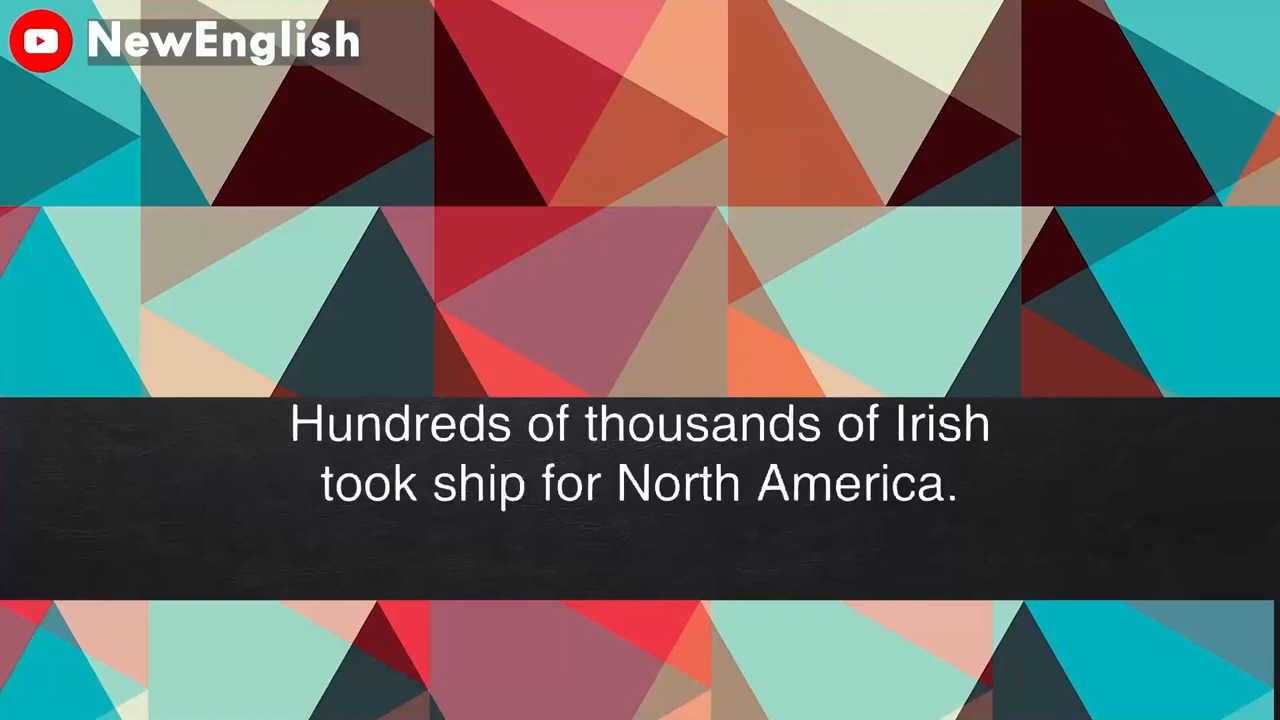 NewEnglish
Hundreds of thousands of Irish
took ship for North America.